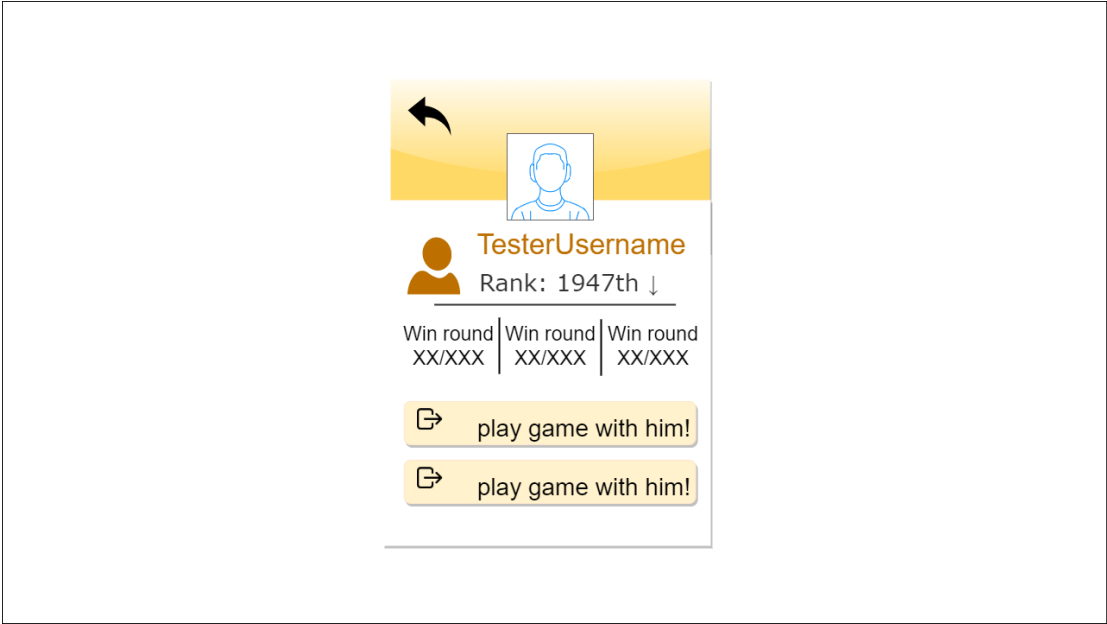 TesterUsername
Rank: 1947th ↓
Win round Win round Win round
XX/XXX XX/XXX XX/XXX
play game with him!
play game with him!